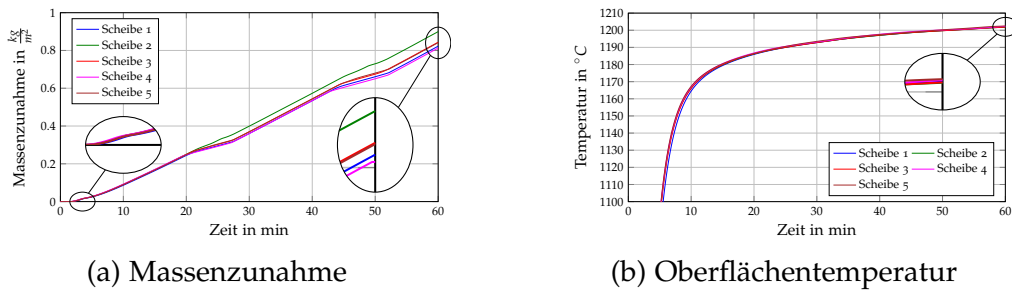 Massenzunahme in kg/m²
1
0.8
0.6
0.4
0.2
0
Scheibe 1
Scheibe 2
Scheibe 3
Scheibe 4
Scheibe 5
0 10 20 30 40 50 60
Zeit in min
(a) Massenzunahme
Temperatur in °C
1210
1200
1190
1180
1170
1160
1150
1140
1130
1120
1110
1100
Scheibe 1 Scheibe 2
Scheibe 3 Scheibe 4
Scheibe 5
0 10 20 30 40 50 60
Zeit in min
(b) Oberflächentemperatur